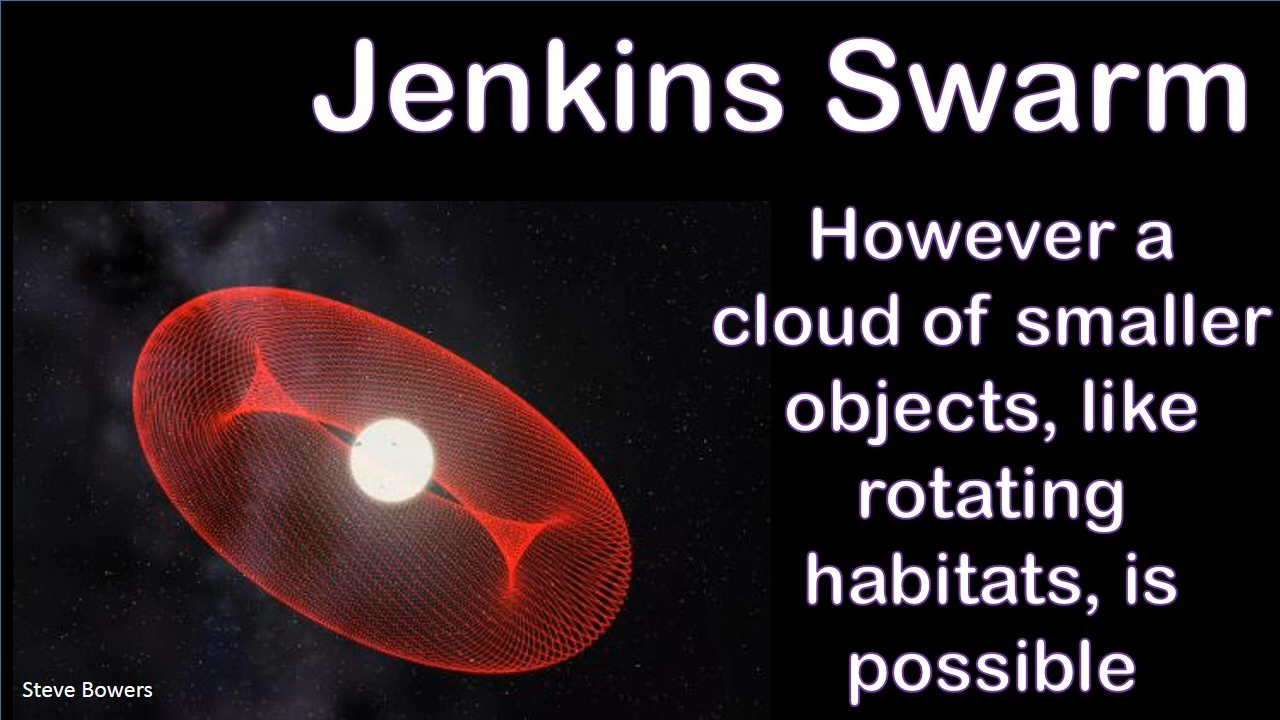 Jenkins Swarm
However a
cloud of smaller
objects, like
rotating
habitats, is
possible
Steve Bowers